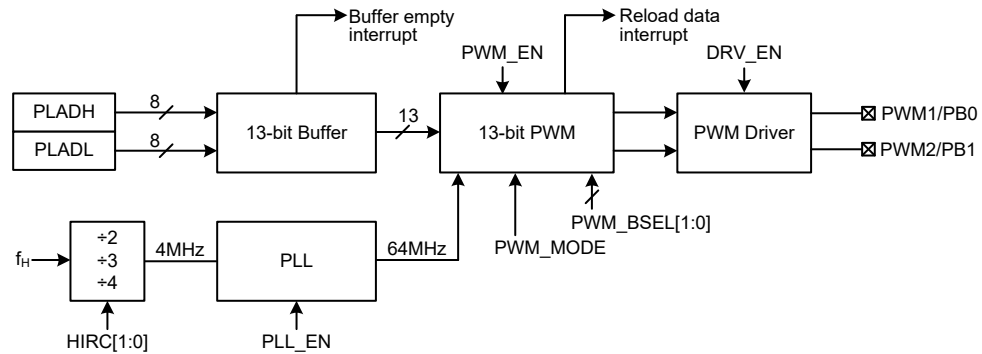 Buffer empty
interrupt
Reload data
interrupt
PWM_EN
DRV_EN
PLADH
8
13-bit Buffer
13
13-bit PWM
PWM Driver
PWM1/PB0
PLADL
8
PWM2/PB1
PWM_BSEL[1:0]
PWM_MODE
fH
÷2
÷3
÷4
4MHz
PLL
64MHz
HIRC[1:0]
PLL_EN